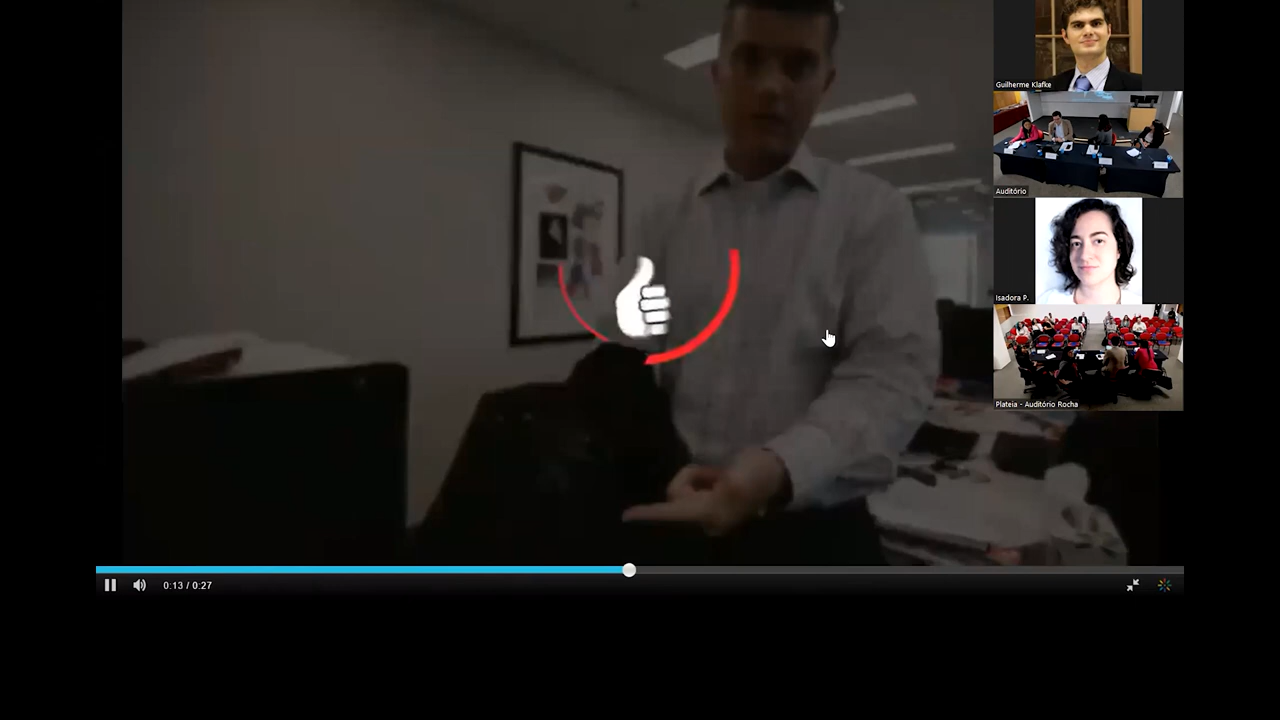 Guilherme Klafke
Auditório
Isadora P.
Plateia - Auditório Rocha
0:13 / 0:27